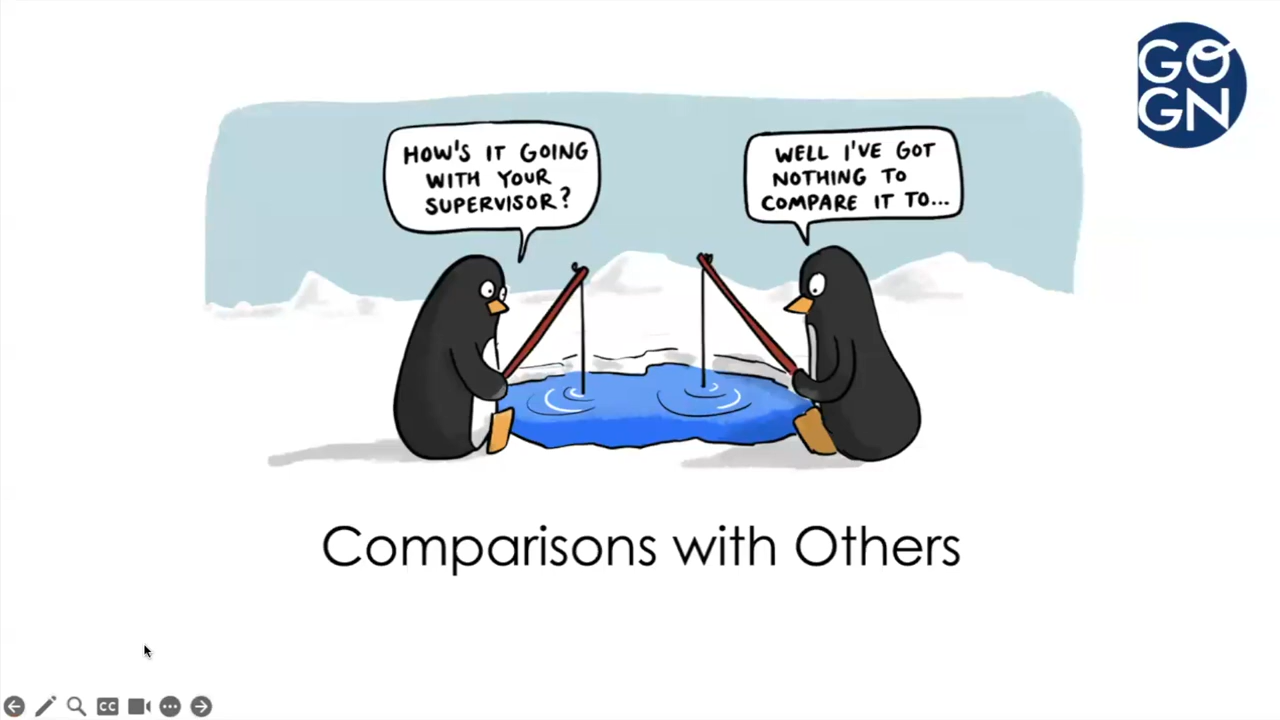 GO
GN
HOW'S IT GOING
WITH YOUR
SUPERVISOR?
WELL I'VE GOT
NOTHING TO
COMPARE IT TO...
Comparisons with Others
CC